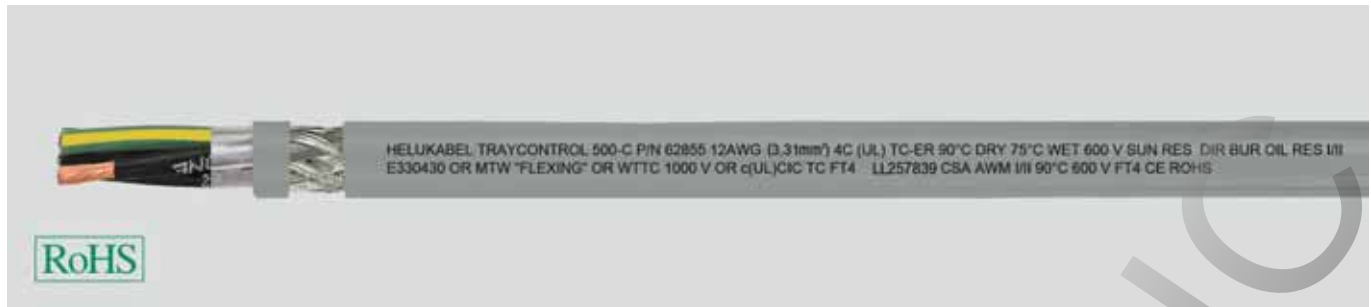 HELUKABEL TRAYCONTROL 500-C P/N 62855 12AWG (3.31mm²) 4C (UL) TC-ER 90°C DRY 75°C WET 600 V SUN RES DIR BUR OIL RES I/II
E330430 OR MTW "FLEXING" OR WTTC 1000 V OR c(UL)CIC TC FT4 LL257839 CSA AWM I/II 90°C 600 V FT4 CE ROHS
RoHS